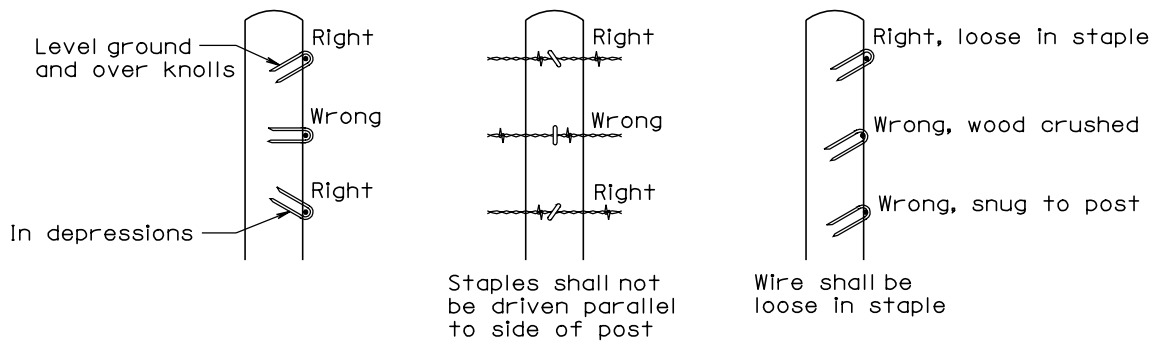 Right
Level ground
and over knolls
Wrong
Right
In depressions
Right
Wrong
Right
Staples shall not
be driven parallel
to side of post
Right, loose in staple
Wrong, wood crushed
Wrong, snug to post
Wire shall be
loose in staple